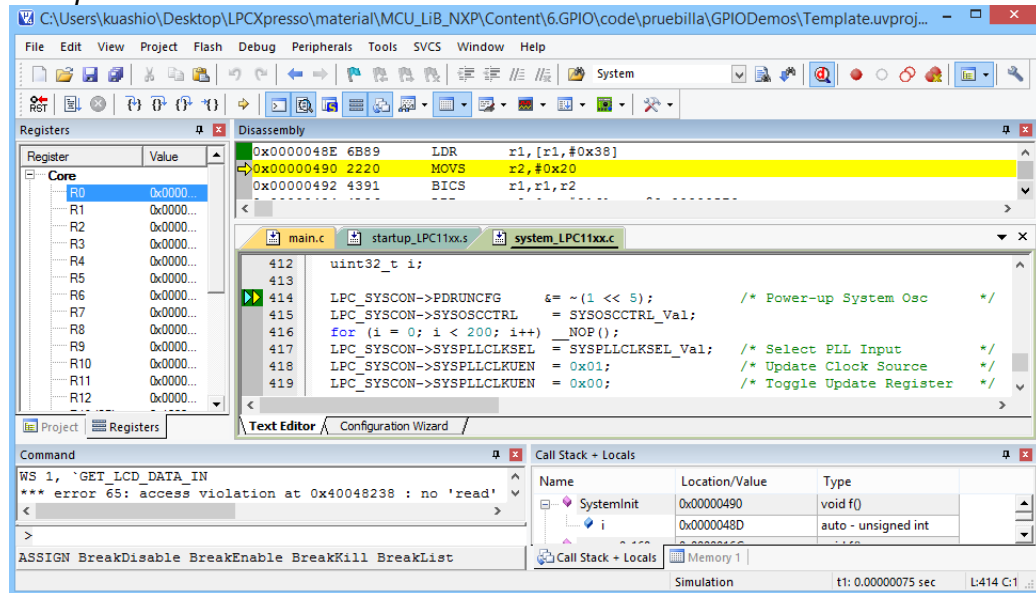 C:\Users\kuashio\Desktop\LPCXpresso\material\MCU_LiB_NXP\Content\6.GPIO\code\pruebilla\GPIODemos\Template.uvproj...
File Edit View Project Flash Debug Peripherals Tools SVCS Window Help
System
RST
Registers
Disassembly
Register Value
Core
R0 0x0000...
R1 0x0000...
R2 0x0000...
R3 0x0000...
R4 0x0000...
R5 0x0000...
R6 0x0000...
R7 0x0000...
R8 0x0000...
R9 0x0000...
R10 0x0000...
R11 0x0000...
R12 0x0000...
Project Registers
0x0000048E 6B89 LDR r1,[r1,#0x38]
0x00000490 2220 MOVS r2,#0x20
0x00000492 4391 BICS r1,r1,r2
main.c startup_LPC11xx.s system_LPC11xx.c
412 uint32_t i;
413
414 LPC_SYSCON->PDRUNCFG &= ~(1 << 5); /* Power-up System Osc */
415 LPC_SYSCON->SYSOSCCTRL = SYSOSCCTRL_Val;
416 for (i = 0; i < 200; i++) __NOP();
417 LPC_SYSCON->SYSPLLCLKSEL = SYSPLLCLKSEL_Val; /* Select PLL Input */
418 LPC_SYSCON->SYSPLLCLKUEN = 0x01; /* Update Clock Source */
419 LPC_SYSCON->SYSPLLCLKUEN = 0x00; /* Toggle Update Register */
Text Editor Configuration Wizard
Command
WS 1, `GET_LCD_DATA_IN
*** error 65: access violation at 0x40048238 : no 'read'
>
ASSIGN BreakDisable BreakEnable BreakKill BreakList
Call Stack + Locals
Name Location/Value Type
SystemInit 0x00000490 void f()
i 0x0000048D auto - unsigned int
Call Stack + Locals Memory 1
Simulation t1: 0.00000075 sec L:414 C:1